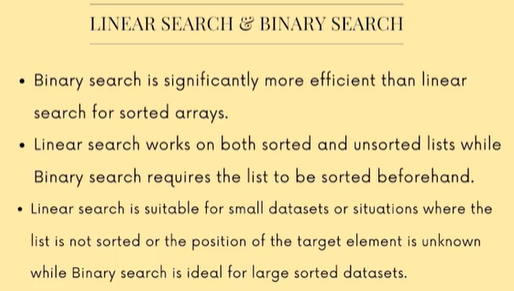 LINEAR SEARCH & BINARY SEARCH
• Binary search is significantly more efficient than linear
search for sorted arrays.
• Linear search works on both sorted and unsorted lists while
Binary search requires the list to be sorted beforehand.
• Linear search is suitable for small datasets or situations where the
list is not sorted or the position of the target element is unknown
while Binary search is ideal for large sorted datasets.